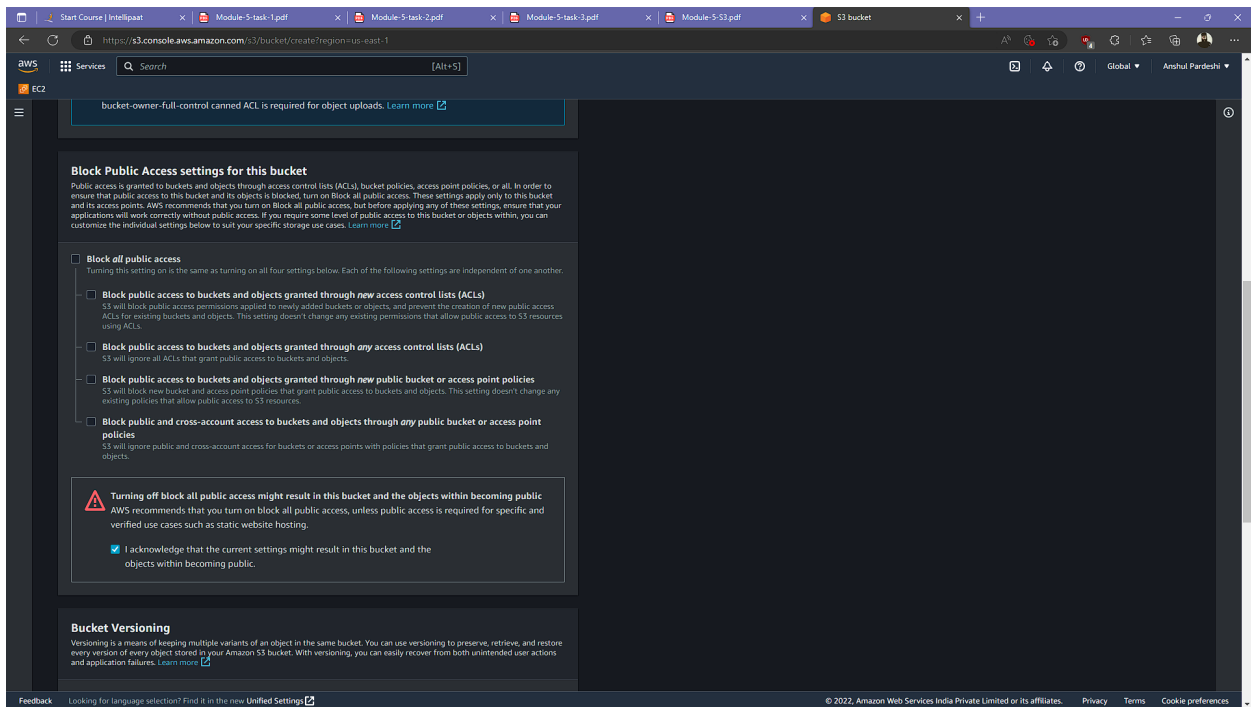 Start Course | Intellipaat
Module-5-task-1.pdf
Module-5-task-2.pdf
Module-5-task-3.pdf
Module-5-S3.pdf
S3 bucket
https://s3.console.aws.amazon.com/s3/bucket/create?region=us-east-1
aws
Services
Search
[Alt+S]
Global
Anshul Pardeshi
EC2
bucket-owner-full-control canned ACL is required for object uploads. Learn more
Block Public Access settings for this bucket
Public access is granted to buckets and objects through access control lists (ACLs), bucket policies, access point policies, or all. In order to
ensure that public access to this bucket and its objects is blocked, turn on Block all public access. These settings apply only to this bucket
and its access points. AWS recommends that you turn on Block all public access, but before applying any of these settings, ensure that your
applications will work correctly without public access. If you require some level of public access to this bucket or objects within, you can
customize the individual settings below to suit your specific storage use cases. Learn more
Block all public access
Turning this setting on is the same as turning on all four settings below. Each of the following settings are independent of one another.
Block public access to buckets and objects granted through new access control lists (ACLs)
S3 will block public access permissions applied to newly added buckets or objects, and prevent the creation of new public access
ACLs for existing buckets and objects. This setting doesn't change any existing permissions that allow public access to S3 resources
using ACLs.
Block public access to buckets and objects granted through any access control lists (ACLs)
S3 will ignore all ACLs that grant public access to buckets and objects.
Block public access to buckets and objects granted through new public bucket or access point policies
S3 will block new bucket and access point policies that grant public access to buckets and objects. This setting doesn't change any
existing policies that allow public access to S3 resources.
Block public and cross-account access to buckets and objects through any public bucket or access point
policies
S3 will ignore public and cross-account access for buckets or access points with policies that grant public access to buckets and
objects.
Turning off block all public access might result in this bucket and the objects within becoming public
AWS recommends that you turn on block all public access, unless public access is required for specific and
verified use cases such as static website hosting.
I acknowledge that the current settings might result in this bucket and the
objects within becoming public.
Bucket Versioning
Versioning is a means of keeping multiple variants of an object in the same bucket. You can use versioning to preserve, retrieve, and restore
every version of every object stored in your Amazon S3 bucket. With versioning, you can easily recover from both unintended user actions
and application failures. Learn more
Feedback
Looking for language selection? Find it in the new Unified Settings
© 2022, Amazon Web Services India Private Limited or its affiliates.
Privacy
Terms
Cookie preferences